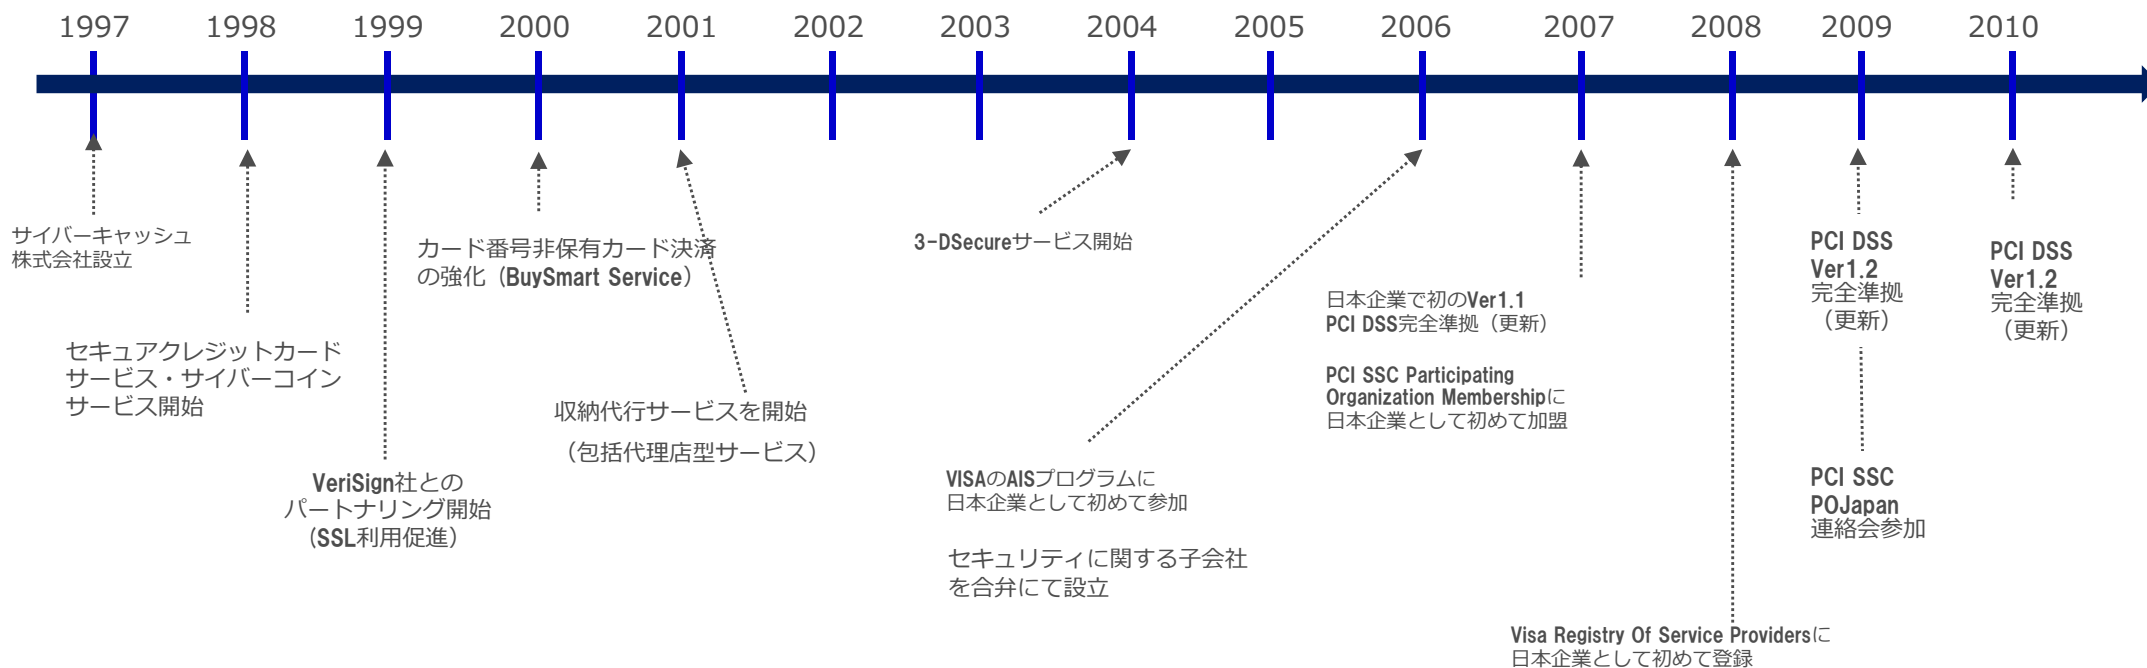 1997
1998
1999
2000
2001
2002
2003
2004
2005
2006
2007
2008
2009
2010
サイバーキャッシュ
株式会社設立
セキュアクレジットカード
サービス・サイバーコイン
サービス開始
VeriSign社との
パートナリング開始
(SSL利用促進)
カード番号非保有カード決済
の強化(BuySmart Service)
収納代行サービスを開始
(包括代理店型サービス)
3-DSecureサービス開始
VISAのAISプログラムに
日本企業として初めて参加
セキュリティに関する子会社
を合弁にて設立
日本企業で初のVer1.1
PCI DSS完全準拠(更新)
PCI SSC Participating
Organization Membershipに
日本企業として初めて加盟
Visa Registry Of Service Providersに
日本企業として初めて登録
PCI DSS
Ver1.2
完全準拠
(更新)
PCI SSC
POJapan
連絡会参加
PCI DSS
Ver1.2
完全準拠
(更新)